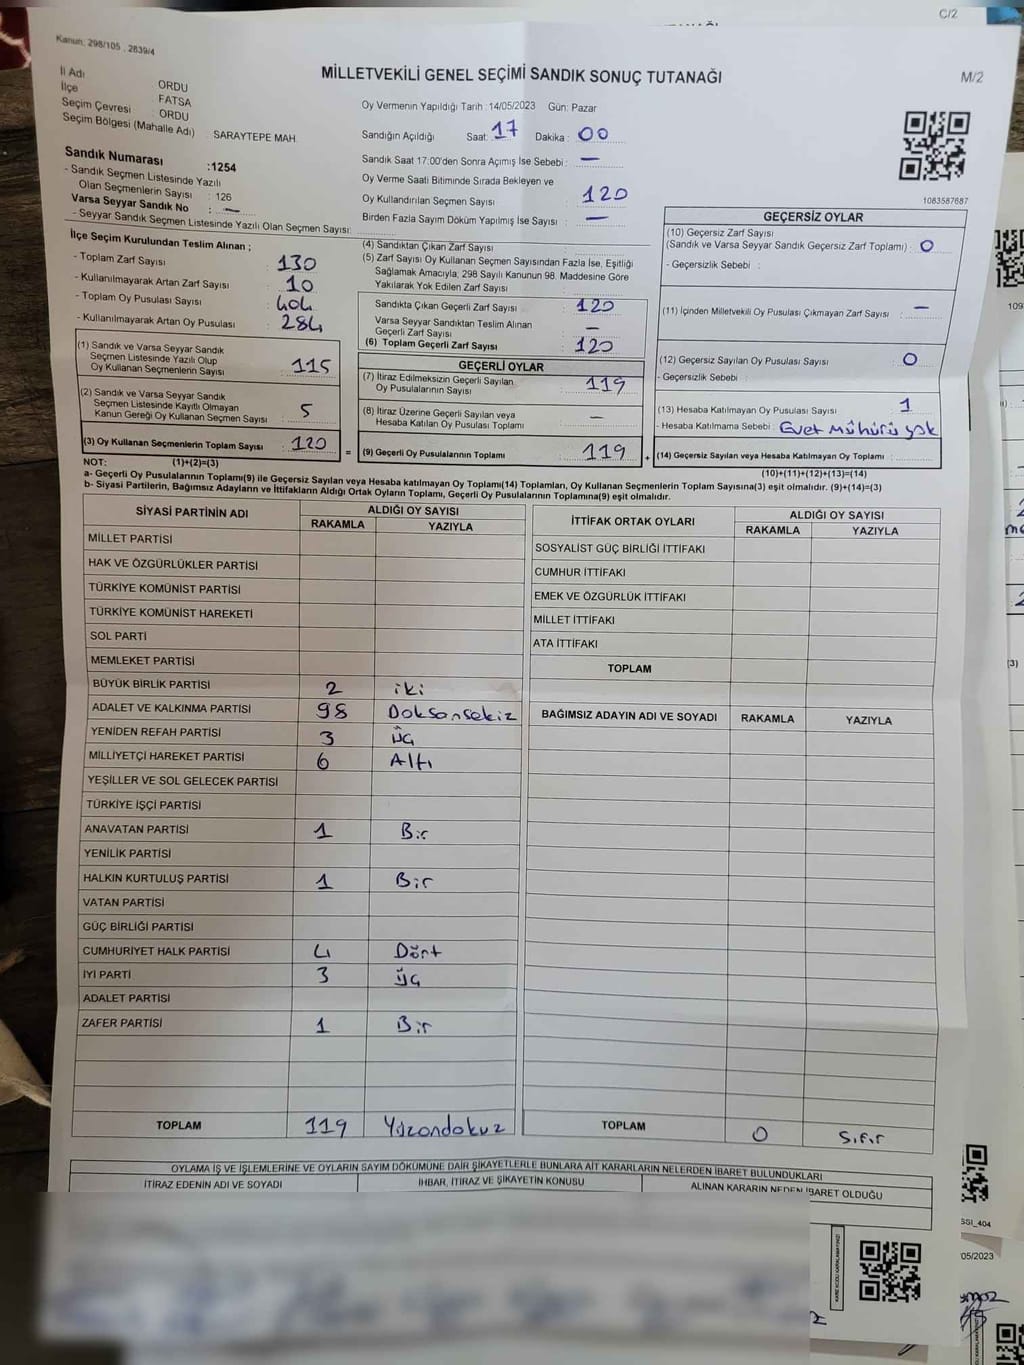 C/2
Kanun; 298/105 , 2839/4
MİLLETVEKİLİ GENEL SEÇİMİ SANDIK SONUÇ TUTANAĞI
M/2
İl Adı : ORDU
İlçe : FATSA
Seçim Çevresi : ORDU
Seçim Bölgesi (Mahalle Adı) : SARAYTEPE MAH.
Sandık Numarası :1254
- Sandık Seçmen Listesinde Yazılı
Olan Seçmenlerin Sayısı : 126
Varsa Seyyar Sandık No : —
- Seyyar Sandık Seçmen Listesinde Yazılı Olan Seçmen Sayısı:
Oy Vermenin Yapıldığı Tarih :14/05/2023 Gün: Pazar
Sandığın Açıldığı Saat: 17 Dakika : 00
Sandık Saat 17:00'den Sonra Açımış İse Sebebi : —
Oy Verme Saati Bitiminde Sırada Bekleyen ve
Oy Kullandırılan Seçmen Sayısı : 120
Birden Fazla Sayım Döküm Yapılmış İse Sayısı : —
1083587687
İlçe Seçim Kurulundan Teslim Alınan ;
- Toplam Zarf Sayısı : 130
- Kullanılmayarak Artan Zarf Sayısı : 10
- Toplam Oy Pusulası Sayısı : 404
- Kullanılmayarak Artan Oy Pusulası : 284
(1) Sandık ve Varsa Seyyar Sandık
Seçmen Listesinde Yazılı Olup
Oy Kullanan Seçmenlerin Sayısı : 115
(2) Sandık ve Varsa Seyyar Sandık
Seçmen Listesinde Kayıtlı Olmayan
Kanun Gereği Oy Kullanan Seçmen Sayısı : 5
(3) Oy Kullanan Seçmenlerin Toplam Sayısı : 120
(4) Sandıktan Çıkan Zarf Sayısı :
(5) Zarf Sayısı Oy Kullanan Seçmen Sayısından Fazla İse, Eşitliği
Sağlamak Amacıyla; 298 Sayılı Kanunun 98. Maddesine Göre
Yakılarak Yok Edilen Zarf Sayısı :
Sandıkta Çıkan Geçerli Zarf Sayısı : 120
Varsa Seyyar Sandıktan Teslim Alınan
Geçerli Zarf Sayısı : —
(6) Toplam Geçerli Zarf Sayısı : 120
GEÇERLİ OYLAR
(7) İtiraz Edilmeksizin Geçerli Sayılan
Oy Pusulalarının Sayısı : 119
(8) İtiraz Üzerine Geçerli Sayılan veya
Hesaba Katılan Oy Pusulası Toplamı : —
= (9) Geçerli Oy Pusulalarının Toplamı : 119 +
GEÇERSİZ OYLAR
(10) Geçersiz Zarf Sayısı
(Sandık ve Varsa Seyyar Sandık Geçersiz Zarf Toplamı) : 0
- Geçersizlik Sebebi :
(11) İçinden Milletvekili Oy Pusulası Çıkmayan Zarf Sayısı : —
(12) Geçersiz Sayılan Oy Pusulası Sayısı : 0
- Geçersizlik Sebebi :
(13) Hesaba Katılmayan Oy Pusulası Sayısı : 1
- Hesaba Katılmama Sebebi : Evet Mühürü yok
(14) Geçersiz Sayılan veya Hesaba Katılmayan Oy Toplamı :
NOT: (1)+(2)=(3)
(10)+(11)+(12)+(13)=(14)
a- Geçerli Oy Pusulalarının Toplamı(9) ile Geçersiz Sayılan veya Hesaba Katılmayan Oy Toplamı(14) Toplamları, Oy Kullanan Seçmenlerin Toplam Sayısına(3) eşit olmalıdır. (9)+(14)=(3)
b- Siyasi Partilerin, Bağımsız Adayların ve İttifakların Aldığı Ortak Oyların Toplamı, Geçerli Oy Pusulalarının Toplamına(9) eşit olmalıdır.
SİYASİ PARTİNİN ADI ALDIĞI OY SAYISI
RAKAMLA YAZIYLA
MİLLET PARTİSİ
HAK VE ÖZGÜRLÜKLER PARTİSİ
TÜRKİYE KOMÜNİST PARTİSİ
TÜRKİYE KOMÜNİST HAREKETİ
SOL PARTİ
MEMLEKET PARTİSİ
BÜYÜK BİRLİK PARTİSİ 2 iki
ADALET VE KALKINMA PARTİSİ 98 Doksansekiz
YENİDEN REFAH PARTİSİ 3 üç
MİLLİYETÇİ HAREKET PARTİSİ 6 Altı
YEŞİLLER VE SOL GELECEK PARTİSİ
TÜRKİYE İŞÇİ PARTİSİ
ANAVATAN PARTİSİ 1 Bir
YENİLİK PARTİSİ
HALKIN KURTULUŞ PARTİSİ 1 Bir
VATAN PARTİSİ
GÜÇ BİRLİĞİ PARTİSİ
CUMHURİYET HALK PARTİSİ 4 Dört
İYİ PARTİ 3 üç
ADALET PARTİSİ
ZAFER PARTİSİ 1 Bir
TOPLAM 119 Yüzondokuz
İTTİFAK ORTAK OYLARI ALDIĞI OY SAYISI
RAKAMLA YAZIYLA
SOSYALİST GÜÇ BİRLİĞİ İTTİFAKI
CUMHUR İTTİFAKI
EMEK VE ÖZGÜRLÜK İTTİFAKI
MİLLET İTTİFAKI
ATA İTTİFAKI
TOPLAM
BAĞIMSIZ ADAYIN ADI VE SOYADI RAKAMLA YAZIYLA
TOPLAM 0 Sıfır
OYLAMA İŞ VE İŞLEMLERİNE VE OYLARIN SAYIM DÖKÜMÜNE DAİR ŞİKAYETLERLE BUNLARA AİT KARARLARIN NELERDEN İBARET BULUNDUKLARI
İTİRAZ EDENİN ADI VE SOYADI İHBAR, İTİRAZ VE ŞİKAYETİN KONUSU ALINAN KARARIN NEDEN İBARET OLDUĞU